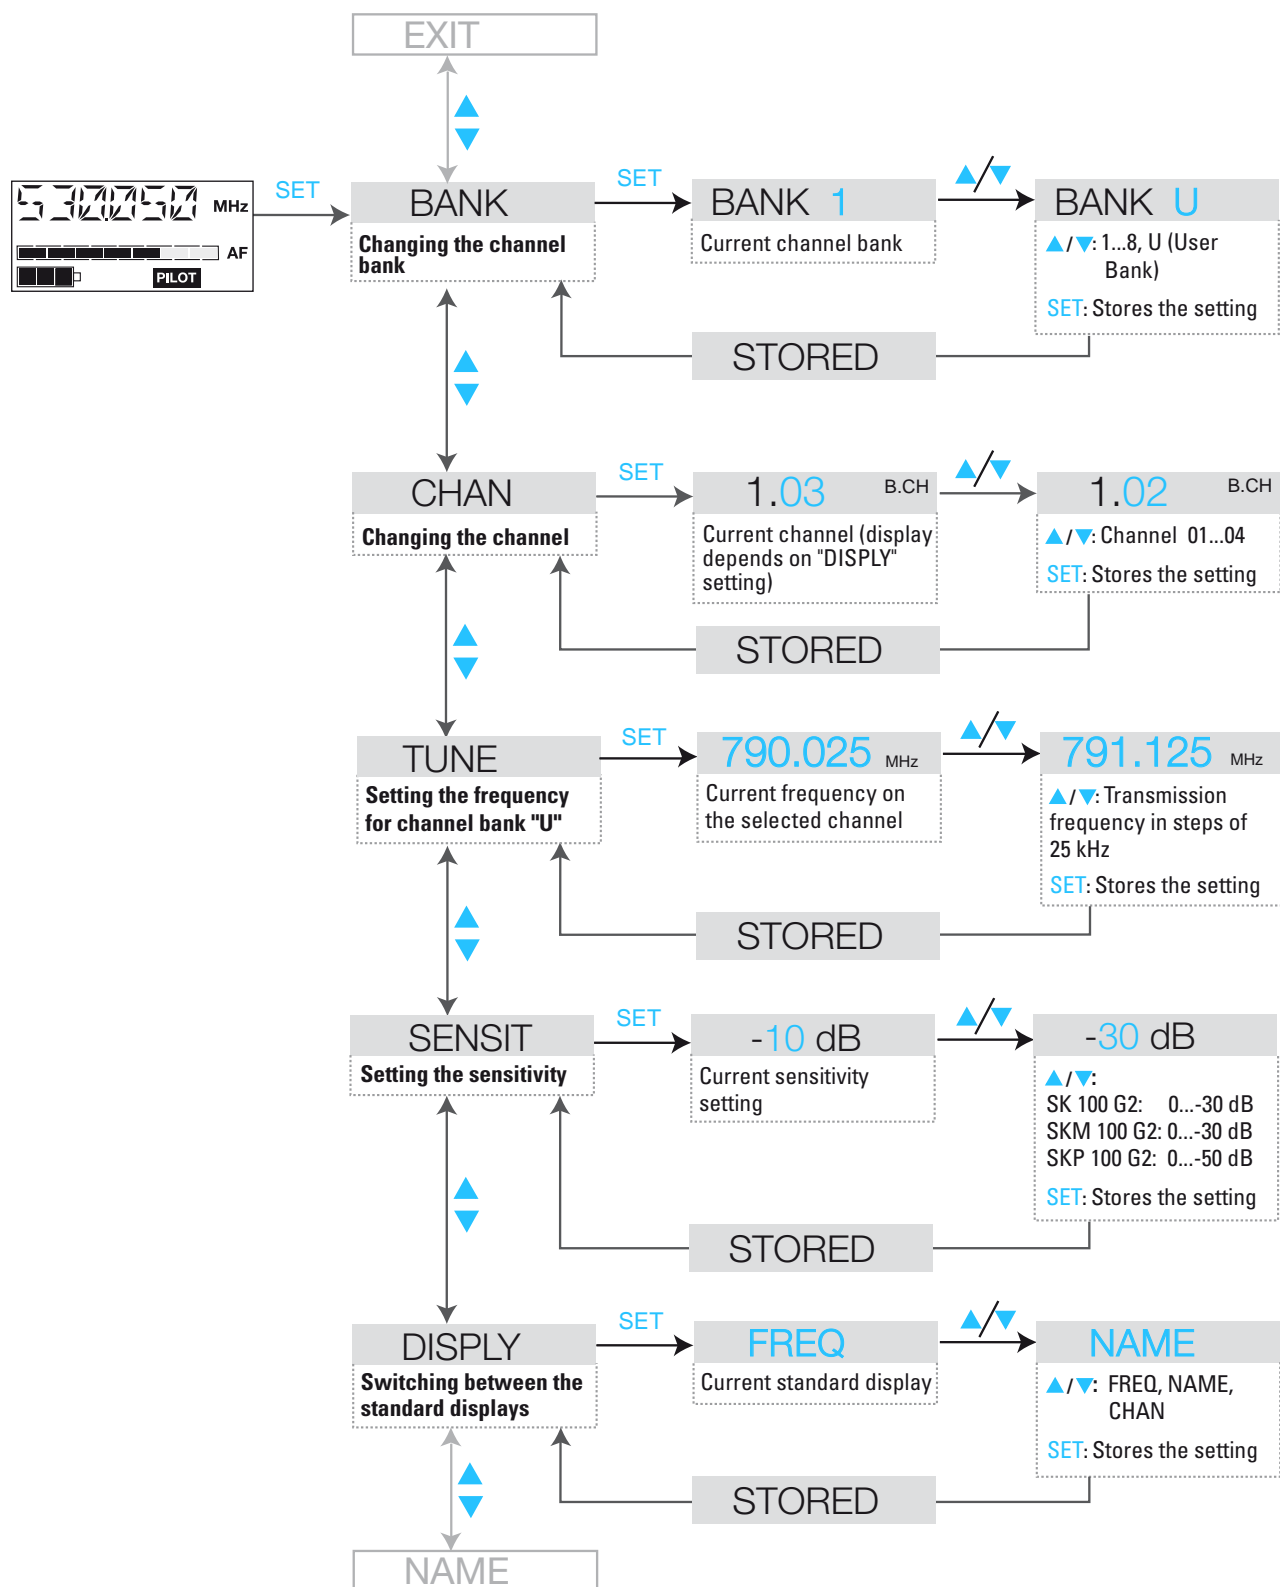 EXIT
530.050 MHz
AF
PILOT
SET
BANK
Changing the channel
bank
SET
BANK 1
Current channel bank
▲/▼
BANK U
▲/▼: 1...8, U (User
Bank)
SET: Stores the setting
STORED
CHAN
Changing the channel
SET
1.03 B.CH
Current channel (display
depends on "DISPLY"
setting)
▲/▼
1.02 B.CH
▲/▼: Channel 01...04
SET: Stores the setting
STORED
TUNE
Setting the frequency
for channel bank "U"
SET
790.025 MHz
Current frequency on
the selected channel
▲/▼
791.125 MHz
▲/▼: Transmission
frequency in steps of
25 kHz
SET: Stores the setting
STORED
SENSIT
Setting the sensitivity
SET
-10 dB
Current sensitivity
setting
▲/▼
-30 dB
▲/▼:
SK 100 G2: 0...-30 dB
SKM 100 G2: 0...-30 dB
SKP 100 G2: 0...-50 dB
SET: Stores the setting
STORED
DISPLY
Switching between the
standard displays
SET
FREQ
Current standard display
▲/▼
NAME
▲/▼: FREQ, NAME,
CHAN
SET: Stores the setting
STORED
NAME